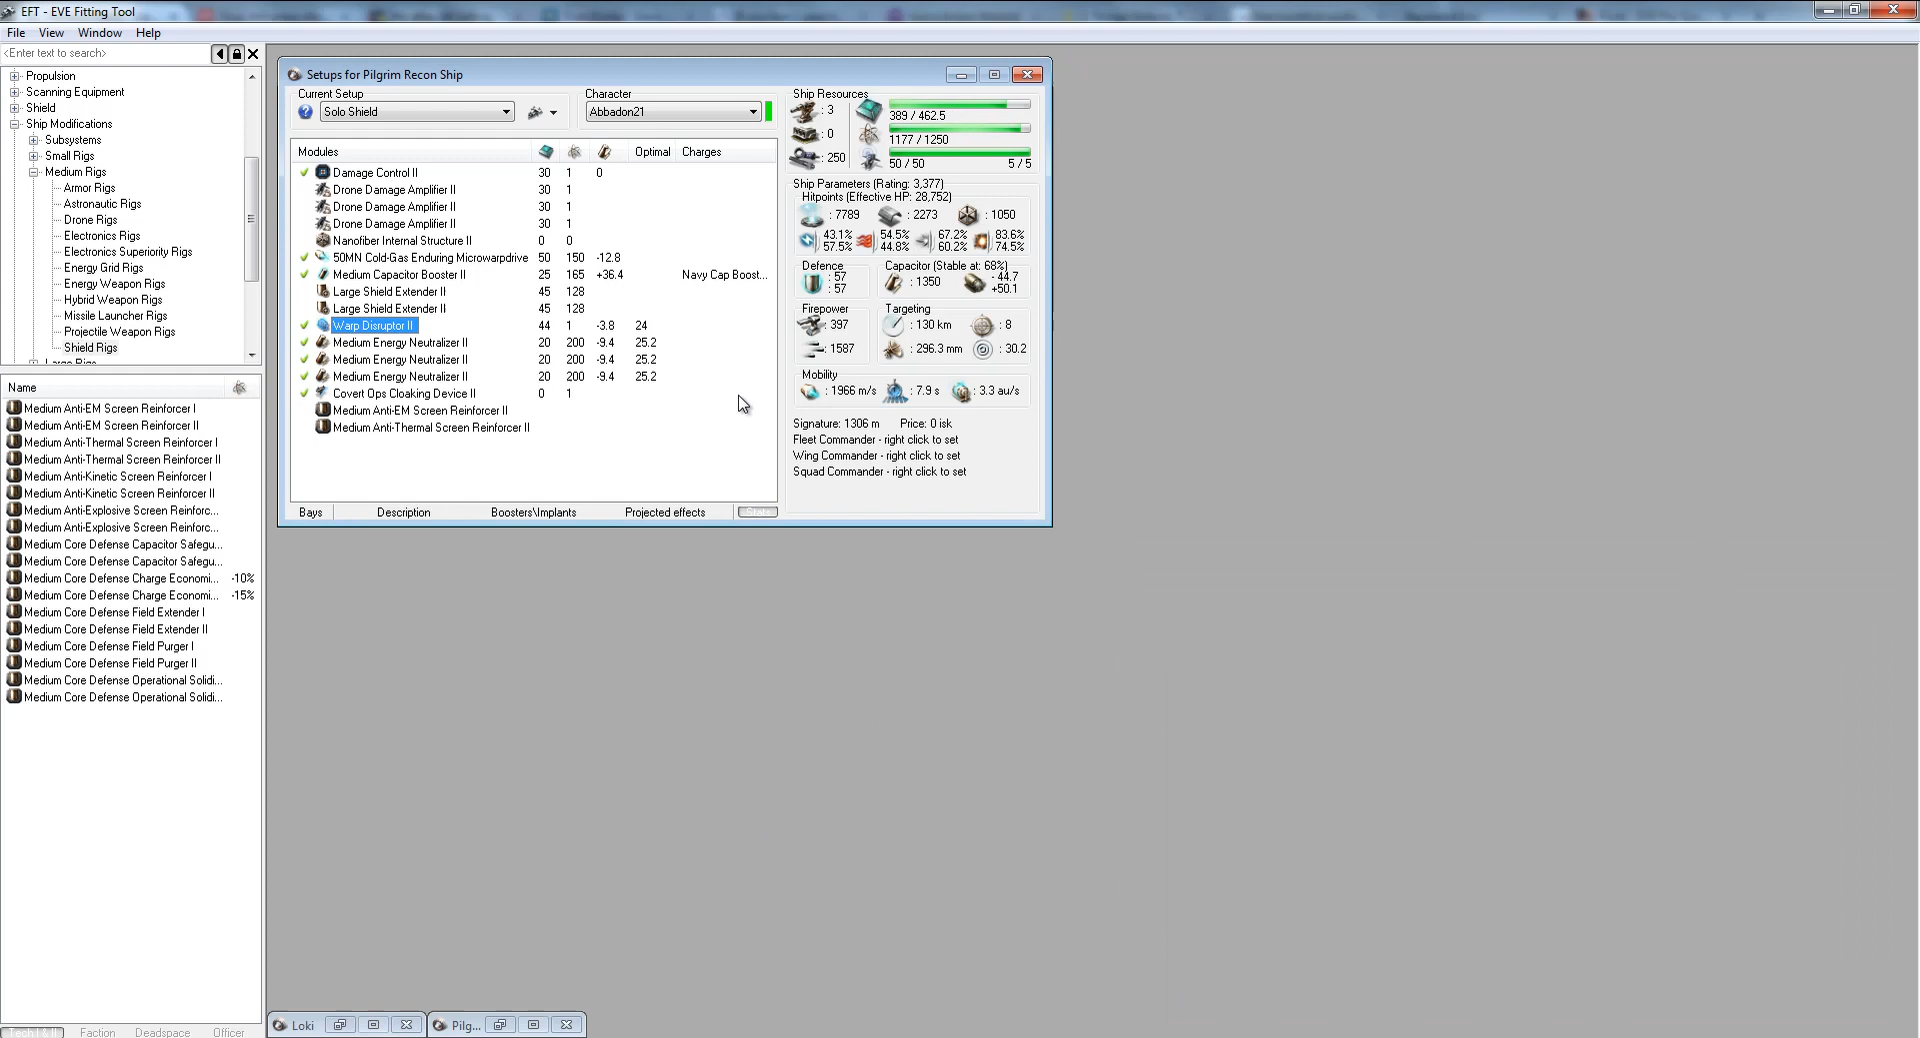 EFT - EVE Fitting Tool
File View Window Help
<Enter text to search>
Propulsion
Scanning Equipment
Shield
Ship Modifications
Subsystems
Small Rigs
Medium Rigs
Armor Rigs
Astronautic Rigs
Drone Rigs
Electronics Rigs
Electronics Superiority Rigs
Energy Grid Rigs
Energy Weapon Rigs
Hybrid Weapon Rigs
Missile Launcher Rigs
Projectile Weapon Rigs
Shield Rigs
Large Rigs
Name
Medium Anti-EM Screen Reinforcer I
Medium Anti-EM Screen Reinforcer II
Medium Anti-Thermal Screen Reinforcer I
Medium Anti-Thermal Screen Reinforcer II
Medium Anti-Kinetic Screen Reinforcer I
Medium Anti-Kinetic Screen Reinforcer II
Medium Anti-Explosive Screen Reinforc...
Medium Anti-Explosive Screen Reinforc...
Medium Core Defense Capacitor Safegu...
Medium Core Defense Capacitor Safegu...
Medium Core Defense Charge Economi... -10%
Medium Core Defense Charge Economi... -15%
Medium Core Defense Field Extender I
Medium Core Defense Field Extender II
Medium Core Defense Field Purger I
Medium Core Defense Field Purger II
Medium Core Defense Operational Solidi...
Medium Core Defense Operational Solidi...
Tech I & II Faction Deadspace Officer
Setups for Pilgrim Recon Ship
Current Setup Character
Solo Shield Abbadon21
Modules Optimal Charges
Damage Control II 30 1 0
Drone Damage Amplifier II 30 1
Drone Damage Amplifier II 30 1
Drone Damage Amplifier II 30 1
Nanofiber Internal Structure II 0 0
50MN Cold-Gas Enduring Microwarpdrive 50 150 -12.8
Medium Capacitor Booster II 25 165 +36.4 Navy Cap Boost...
Large Shield Extender II 45 128
Large Shield Extender II 45 128
Warp Disruptor II 44 1 -3.8 24
Medium Energy Neutralizer II 20 200 -9.4 25.2
Medium Energy Neutralizer II 20 200 -9.4 25.2
Medium Energy Neutralizer II 20 200 -9.4 25.2
Covert Ops Cloaking Device II 0 1
Medium Anti-EM Screen Reinforcer II
Medium Anti-Thermal Screen Reinforcer II
Bays Description Boosters\Implants Projected effects Stats
Ship Resources
: 3 389 / 462.5
: 0 1177 / 1250
: 250 50 / 50 5 / 5
Ship Parameters (Rating: 3,377)
Hitpoints (Effective HP: 28,752)
: 7789 : 2273 : 1050
43.1% 54.5% 67.2% 83.6%
57.5% 44.8% 60.2% 74.5%
Defence Capacitor (Stable at: 68%)
: 57 : 1350 - 44.7
: 57 +50.1
Firepower Targeting
: 397 : 130 km : 8
: 1587 : 296.3 mm : 30.2
Mobility
: 1966 m/s : 7.9 s : 3.3 au/s
Signature: 1306 m Price: 0 isk
Fleet Commander - right click to set
Wing Commander - right click to set
Squad Commander - right click to set
Loki Pilg...